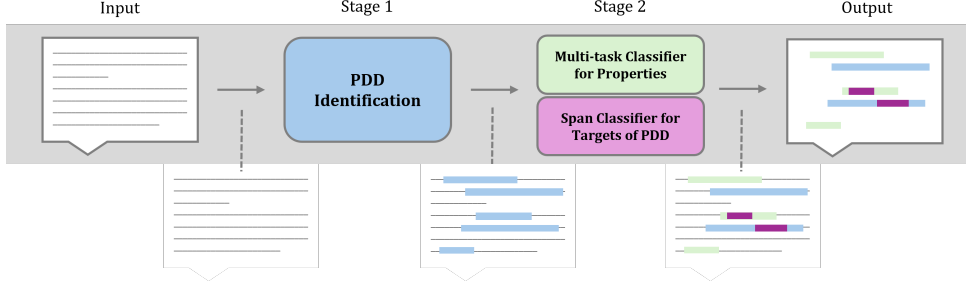 Input
Stage 1
Stage 2
Output
PDD
Identification
Multi-task Classifier
for Properties
Span Classifier for
Targets of PDD